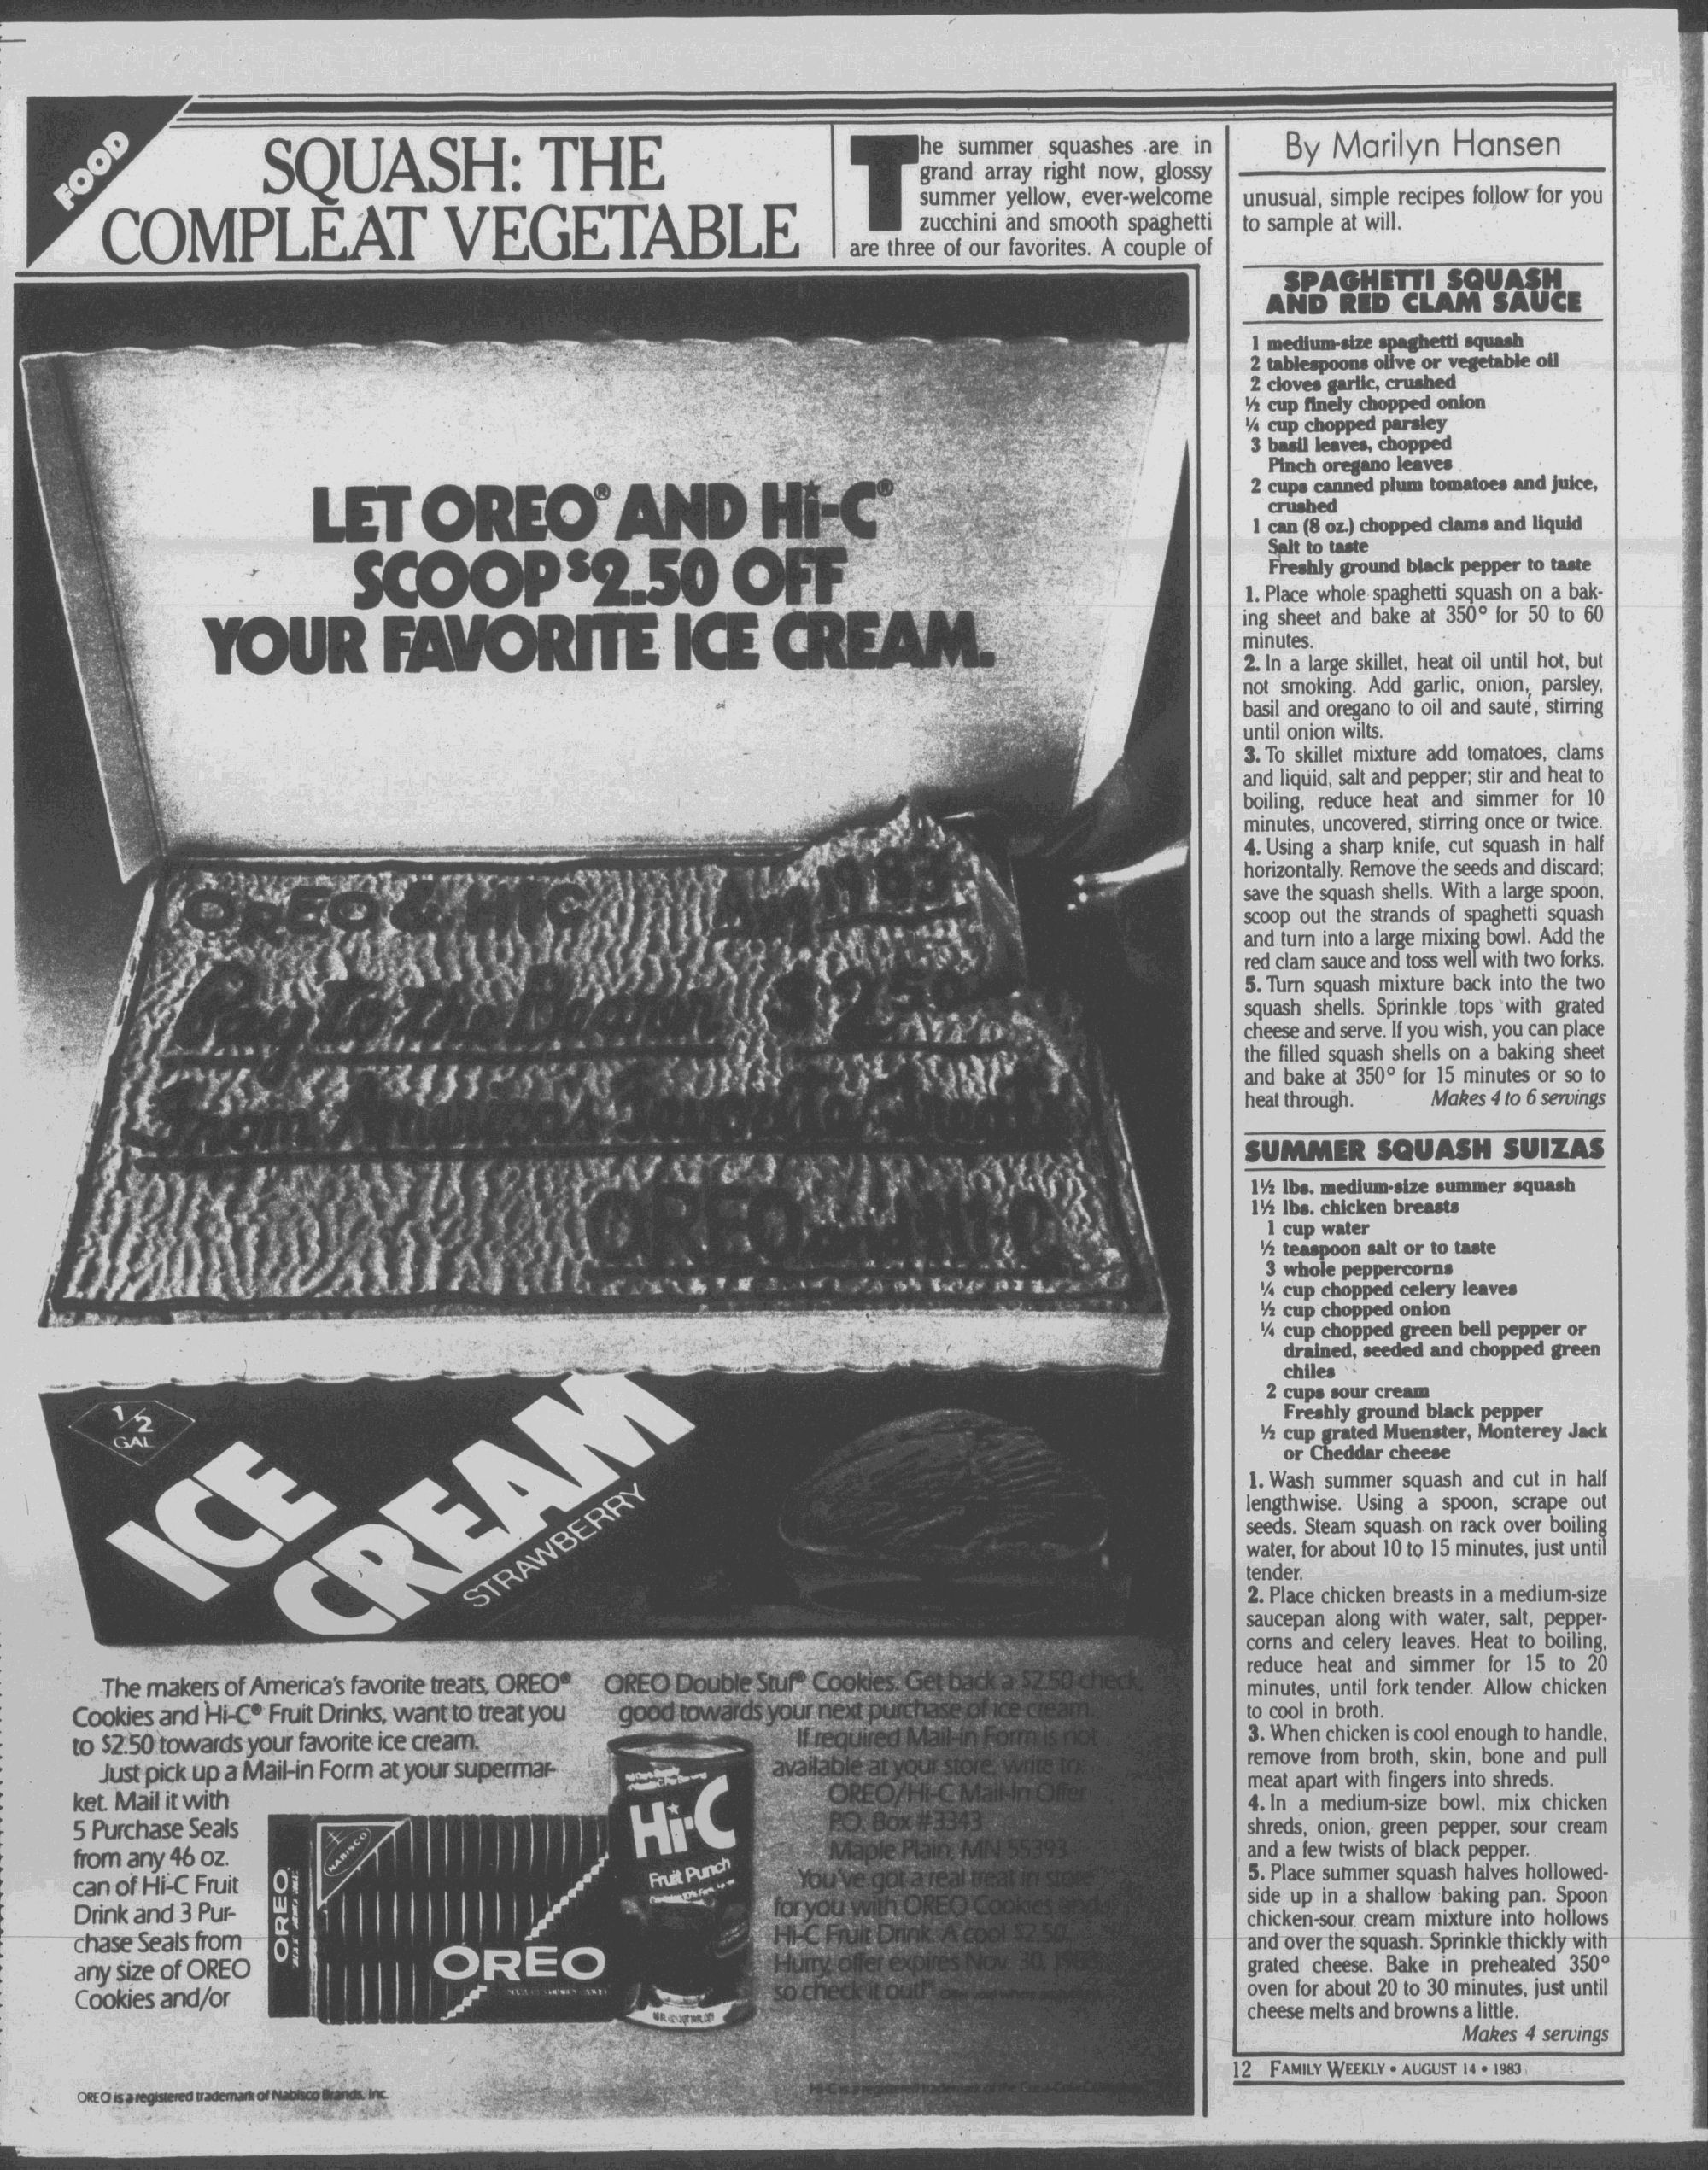 FOOD
SQUASH: THE
COMPLEAT VEGETABLE
The summer squashes are in
grand array right now, glossy
summer yellow, ever-welcome
zucchini and smooth spaghetti
are three of our favorites. A couple of
By Marilyn Hansen
unusual, simple recipes follow for you
to sample at will.
SPAGHETTI SQUASH
AND RED CLAM SAUCE
1 medium-size spaghetti squash
2 tablespoons olive or vegetable oil
2 cloves garlic, crushed
½ cup finely chopped onion
¼ cup chopped parsley
3 basil leaves, chopped
Pinch oregano leaves
2 cups canned plum tomatoes and juice,
crushed
1 can (8 oz.) chopped clams and liquid
Salt to taste
Freshly ground black pepper to taste
1. Place whole spaghetti squash on a bak-
ing sheet and bake at 350° for 50 to 60
minutes.
2. In a large skillet, heat oil until hot, but
not smoking. Add garlic, onion, parsley,
basil and oregano to oil and saute, stirring
until onion wilts.
3. To skillet mixture add tomatoes, clams
and liquid, salt and pepper; stir and heat to
boiling, reduce heat and simmer for 10
minutes, uncovered, stirring once or twice.
4. Using a sharp knife, cut squash in half
horizontally. Remove the seeds and discard;
save the squash shells. With a large spoon,
scoop out the strands of spaghetti squash
and turn into a large mixing bowl. Add the
red clam sauce and toss well with two forks.
5. Turn squash mixture back into the two
squash shells. Sprinkle tops with grated
cheese and serve. If you wish, you can place
the filled squash shells on a baking sheet
and bake at 350° for 15 minutes or so to
heat through. Makes 4 to 6 servings
SUMMER SQUASH SUIZAS
1½ lbs. medium-size summer squash
1½ lbs. chicken breasts
1 cup water
½ teaspoon salt or to taste
3 whole peppercorns
¼ cup chopped celery leaves
½ cup chopped onion
¼ cup chopped green bell pepper or
drained, seeded and chopped green
chiles
2 cups sour cream
Freshly ground black pepper
½ cup grated Muenster, Monterey Jack
or Cheddar cheese
1. Wash summer squash and cut in half
lengthwise. Using a spoon, scrape out
seeds. Steam squash on rack over boiling
water, for about 10 to 15 minutes, just until
tender.
2. Place chicken breasts in a medium-size
saucepan along with water, salt, pepper-
corns and celery leaves. Heat to boiling,
reduce heat and simmer for 15 to 20
minutes, until fork tender. Allow chicken
to cool in broth.
3. When chicken is cool enough to handle,
remove from broth, skin, bone and pull
meat apart with fingers into shreds.
4. In a medium-size bowl, mix chicken
shreds, onion, green pepper, sour cream
and a few twists of black pepper.
5. Place summer squash halves hollowed-
side up in a shallow baking pan. Spoon
chicken-sour cream mixture into hollows
and over the squash. Sprinkle thickly with
grated cheese. Bake in preheated 350°
oven for about 20 to 30 minutes, just until
cheese melts and browns a little.
Makes 4 servings
LET OREO® AND Hi-C®
SCOOP $2.50 OFF
YOUR FAVORITE ICE CREAM.
OREO & Hi-C Aug 1983
Pay To The Bearer $2.50
From America's Favorite Treats
OREO and Hi-C
1/2
GAL
ICE
CREAM
STRAWBERRY
The makers of America's favorite treats, OREO®
Cookies and Hi-C® Fruit Drinks, want to treat you
to $2.50 towards your favorite ice cream.
Just pick up a Mail-in Form at your supermar-
ket. Mail it with
5 Purchase Seals
from any 46 oz.
can of Hi-C Fruit
Drink and 3 Pur-
chase Seals from
any size of OREO
Cookies and/or
OREO Double Stuf® Cookies. Get back a $2.50 check,
good towards your next purchase of ice cream.
If required Mail-in Form is not
available at your store, write to:
OREO/Hi-C Mail-In Offer
P.O. Box #3343
Maple Plain, MN 55393
You've got a real treat in store
for you with OREO Cookies and
Hi-C Fruit Drink. A cool $2.50.
Hurry, offer expires Nov. 30, 1983
so check it out!
NABISCO
OREO
OREO
Hi-C
Fruit Punch
OREO is a registered trademark of Nabisco Brands, Inc.
Hi-C is a registered trademark of the Coca-Cola
12 FAMILY WEEKLY • AUGUST 14 • 1983